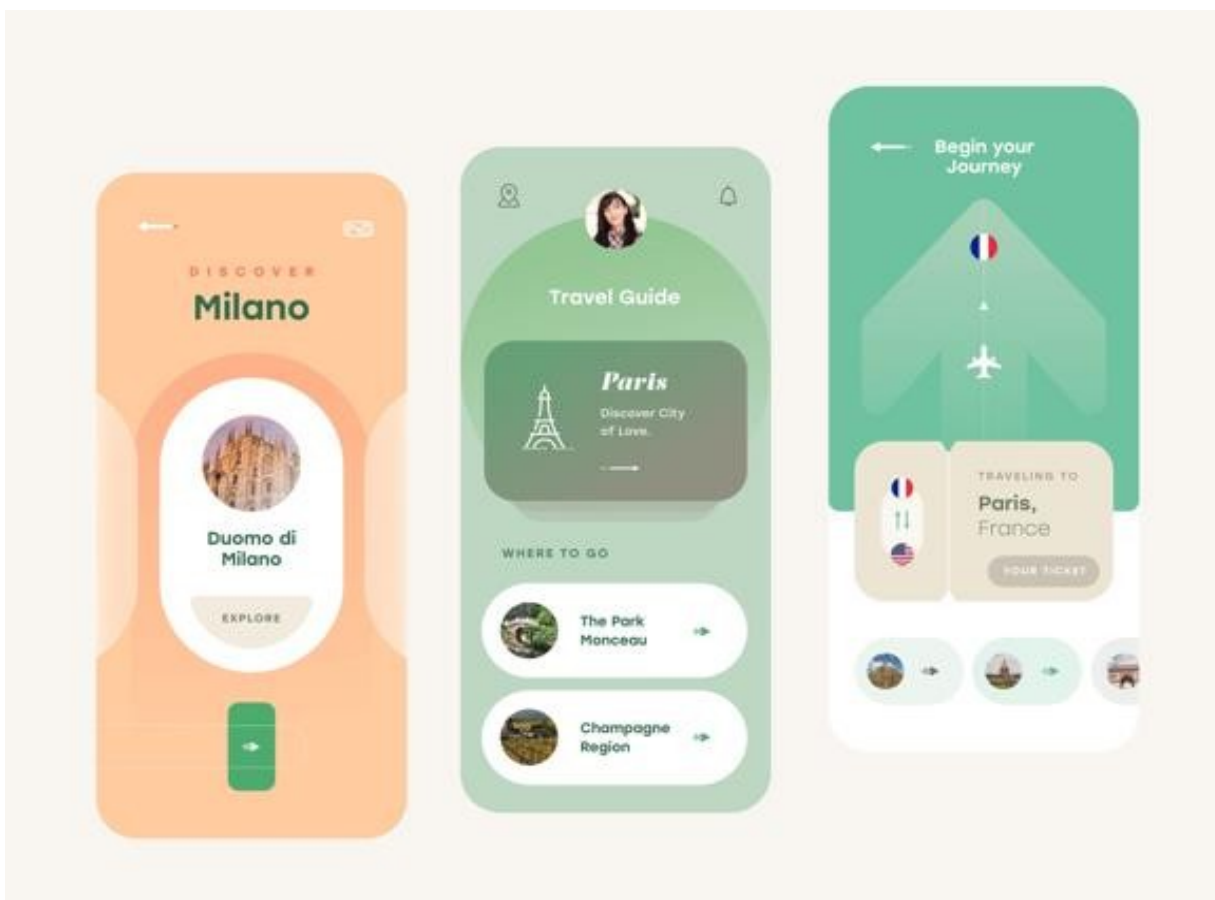 DISCOVER
Milano
Duomo di
Milano
EXPLORE
Travel Guide
Paris
Discover City
of Love.
WHERE TO GO
The Park
Monceau
Champagne
Region
Begin your
Journey
TRAVELING TO
Paris,
France
YOUR TICKET